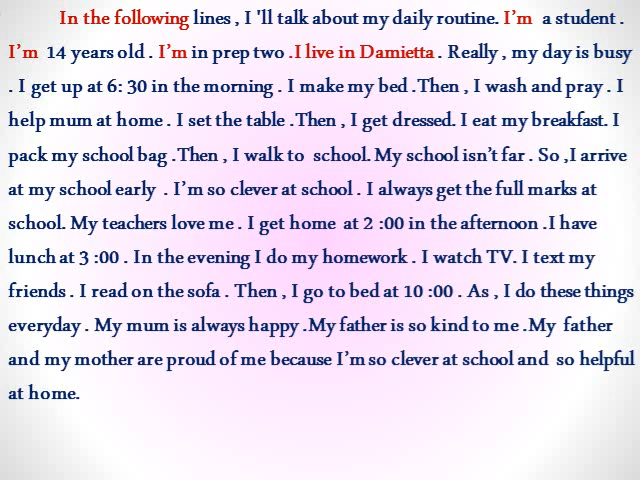 In the following lines , I 'll talk about my daily routine. I’m a student .
I’m 14 years old . I’m in prep two .I live in Damietta . Really , my day is busy
. I get up at 6: 30 in the morning . I make my bed .Then , I wash and pray . I
help mum at home . I set the table .Then , I get dressed. I eat my breakfast. I
pack my school bag .Then , I walk to school. My school isn’t far . So ,I arrive
at my school early . I’m so clever at school . I always get the full marks at
school. My teachers love me . I get home at 2 :00 in the afternoon .I have
lunch at 3 :00 . In the evening I do my homework . I watch TV. I text my
friends . I read on the sofa . Then , I go to bed at 10 :00 . As , I do these things
everyday . My mum is always happy .My father is so kind to me .My father
and my mother are proud of me because I’m so clever at school and so helpful
at home.